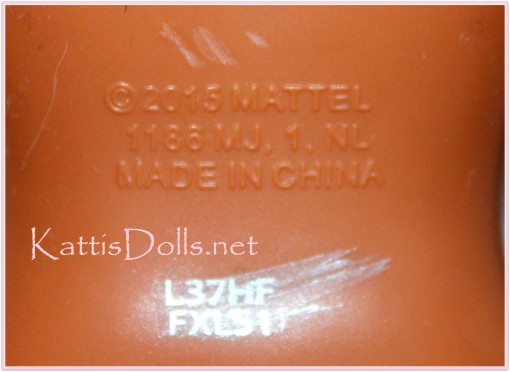 ©2015 MATTEL
1186 MJ, 1, NL
MADE IN CHINA
KattisDolls.net
L37HF
FXL51